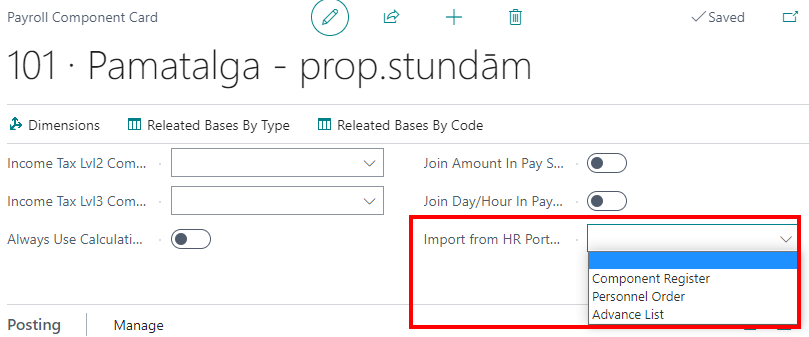 Payroll Component Card
Saved
101 · Pamatalga - prop.stundām
Dimensions
Releated Bases By Type
Releated Bases By Code
Income Tax Lvl2 Com...
Join Amount In Pay S...
Income Tax Lvl3 Com...
Join Day/Hour In Pay...
Always Use Calculati...
Import from HR Port...
Component Register
Personnel Order
Advance List
Posting
Manage